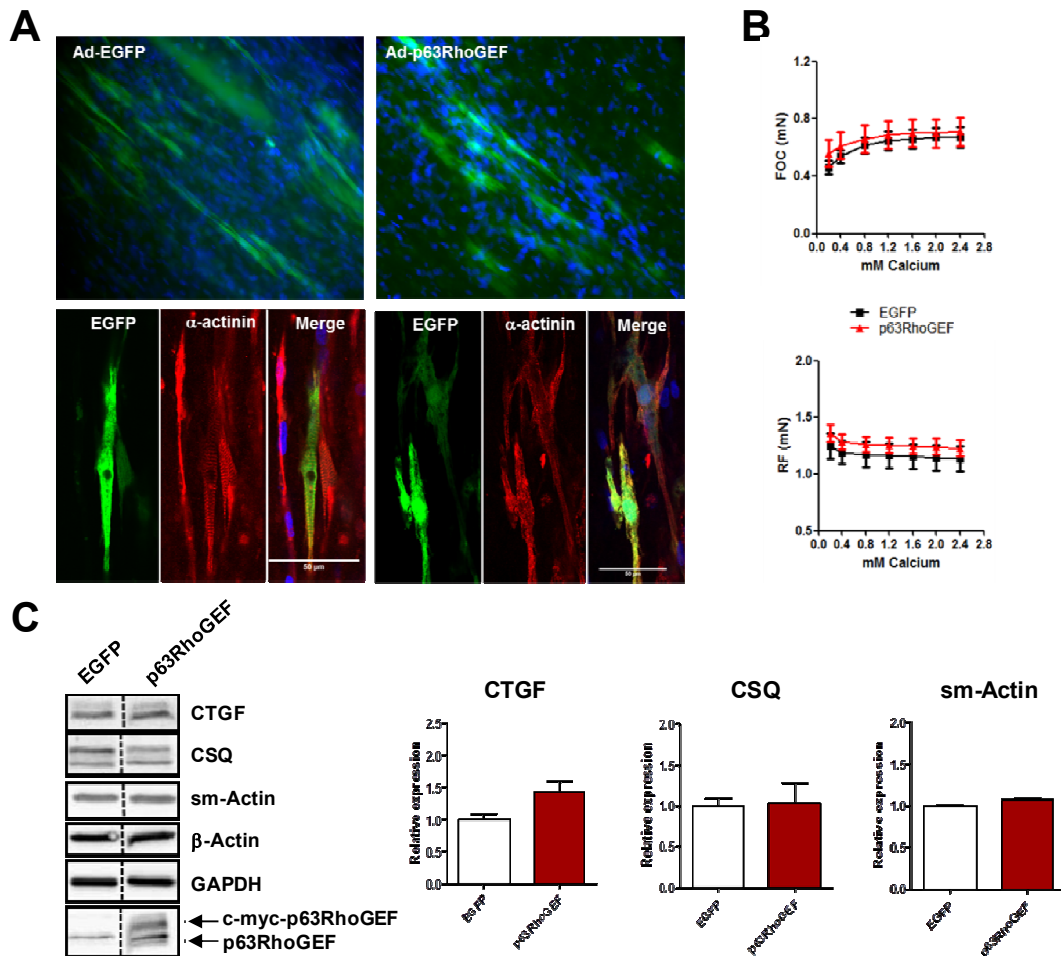 A
Ad-EGFP
Ad-p63RhoGEF
EGFP
α-actinin
Merge
50 µm
EGFP
α-actinin
Merge
50 µm
B
FOC (mN)
1.2
0.8
0.4
0.0
0.0 0.4 0.8 1.2 1.6 2.0 2.4 2.8
mM Calcium
EGFP
p63RhoGEF
RF (mN)
2.0
1.5
1.0
0.5
0.0 0.4 0.8 1.2 1.6 2.0 2.4 2.8
mM Calcium
C
EGFP
p63RhoGEF
CTGF
CSQ
sm-Actin
β-Actin
GAPDH
c-myc-p63RhoGEF
p63RhoGEF
CTGF
Relative expression
2.5
2.0
1.5
1.0
0.5
0.0
EGFP
p63RhoGEF
CSQ
Relative expression
2.0
1.5
1.0
0.5
0.0
EGFP
p63RhoGEF
sm-Actin
Relative expression
2.0
1.5
1.0
0.5
0.0
EGFP
p63RhoGEF